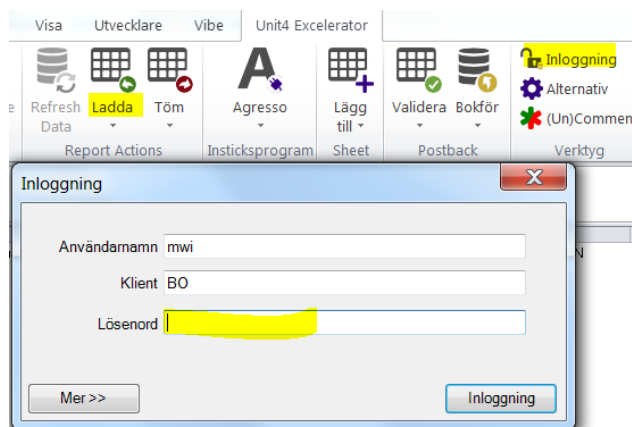 Visa Utvecklare Vibe Unit4 Excelerator
Refresh Data
Ladda
Töm
Agresso
Lägg till
Validera
Bokför
Inloggning
Alternativ
(Un)Commen
Report Actions Insticksprogram Sheet Postback Verktyg
Inloggning X
Användarnamn mwi
Klient BO
Lösenord
Mer >> Inloggning